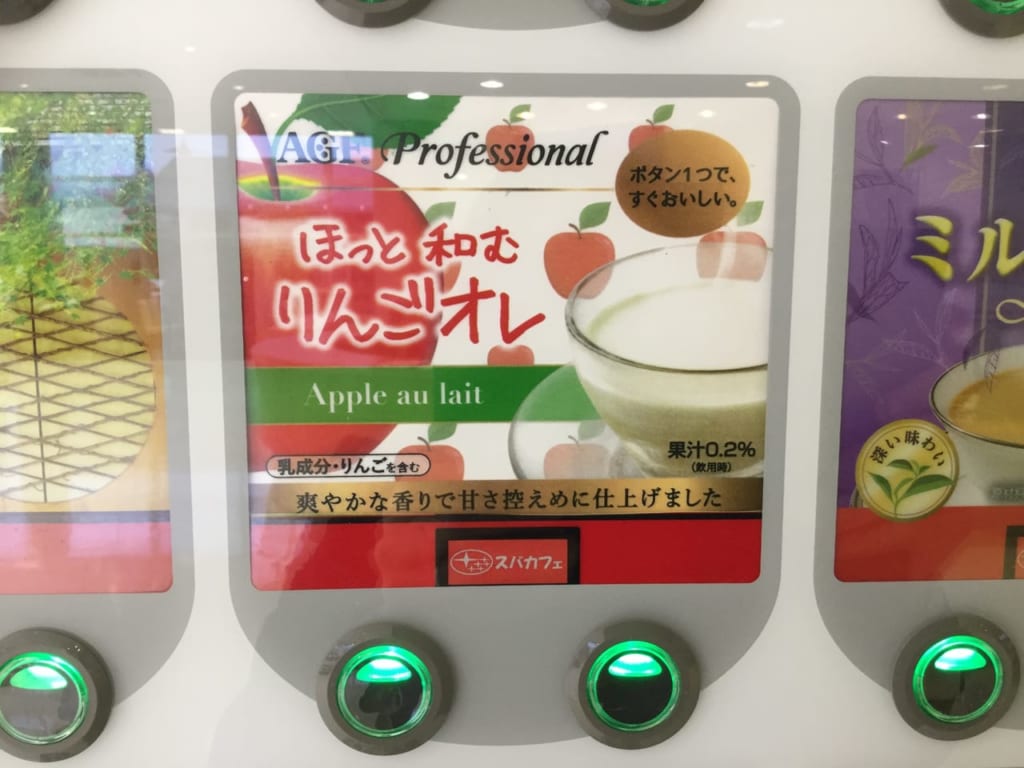 AGF® Professional
ボタン1つで、
すぐおいしい。
ほっと 和む
りんごオレ
Apple au lait
果汁0.2%
(飲用時)
乳成分・りんごを含む
爽やかな香りで甘さ控えめに仕上げました
スバカフェ
ミル
深い味わい